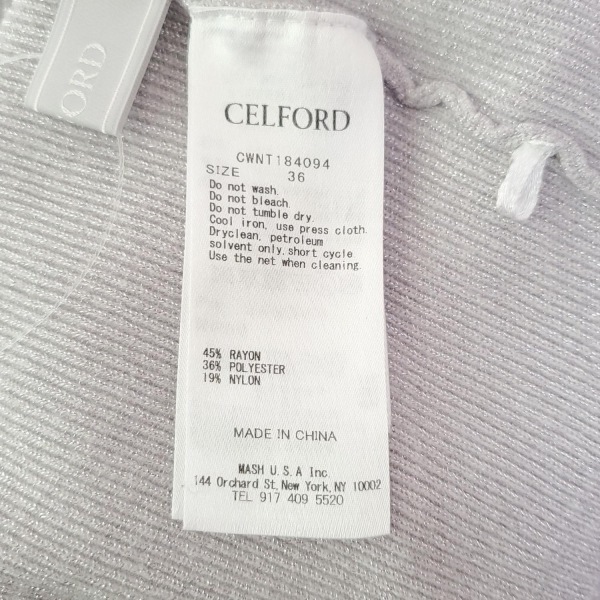 ORD
CELFORD
CWNT184094
SIZE 36
Do not wash.
Do not bleach.
Do not tumble dry.
Cool iron, use press cloth.
Dryclean, petroleum
solvent only, short cycle
Use the net when cleaning.
45% RAYON
36% POLYESTER
19% NYLON
MADE IN CHINA
MASH U.S.A Inc.
144 Orchard St, New York, NY 10002
TEL 917 409 5520